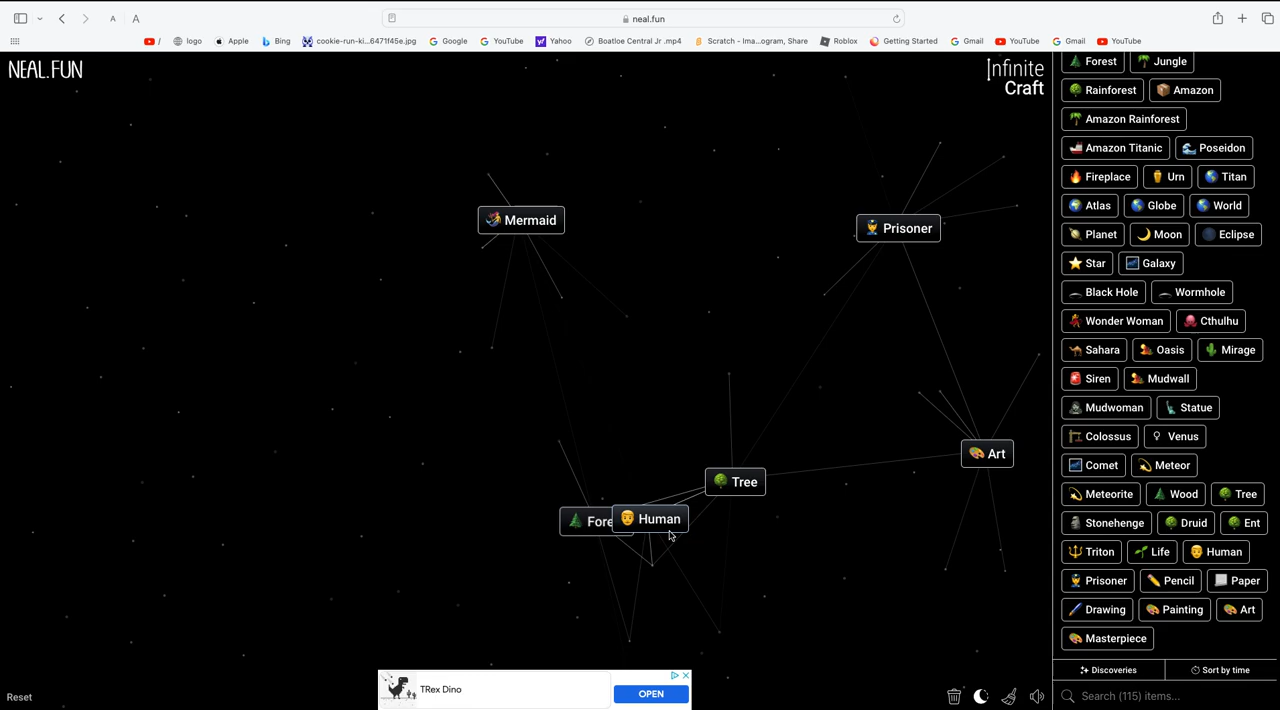 neal.fun
A A
/ logo Apple Bing cookie-run-ki...6471f45e.jpg Google YouTube Yahoo Boatloe Central Jr .mp4 Scratch - Ima...ogram, Share Roblox Getting Started Gmail YouTube Gmail YouTube
NEAL.FUN
Infinite
Craft
Mermaid
Prisoner
Art
Tree
Fore
Human
Forest Jungle
Rainforest Amazon
Amazon Rainforest
Amazon Titanic Poseidon
Fireplace Urn Titan
Atlas Globe World
Planet Moon Eclipse
Star Galaxy
Black Hole Wormhole
Wonder Woman Cthulhu
Sahara Oasis Mirage
Siren Mudwall
Mudwoman Statue
Colossus Venus
Comet Meteor
Meteorite Wood Tree
Stonehenge Druid Ent
Triton Life Human
Prisoner Pencil Paper
Drawing Painting Art
Masterpiece
Discoveries Sort by time
Search (115) items...
TRex Dino
OPEN
Reset